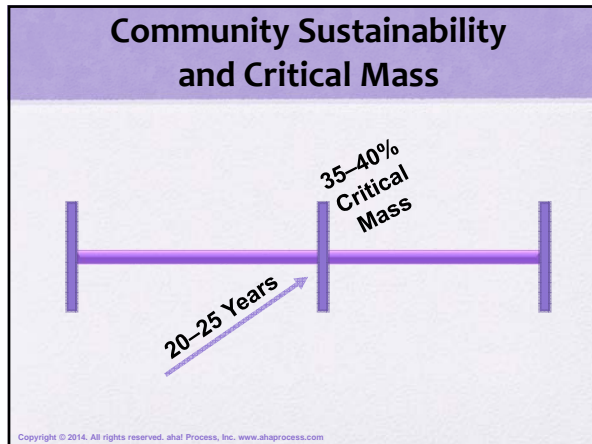 Community Sustainability
and Critical Mass
35–40%
Critical
Mass
20–25 Years
Copyright © 2014. All rights reserved. aha! Process, Inc. www.ahaprocess.com